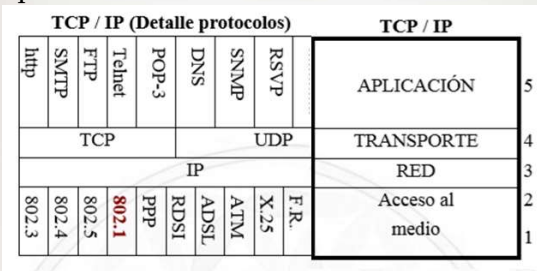 TCP / IP (Detalle protocolos)
TCP / IP
http
SMTP
FTP
Telnet
POP-3
DNS
SNMP
RSVP
APLICACIÓN
5
TCP
UDP
TRANSPORTE
4
IP
RED
3
802.3
802.4
802.5
802.1
PPP
RDSI
ADSL
ATM
X.25
F.R.
Acceso al
medio
2
1